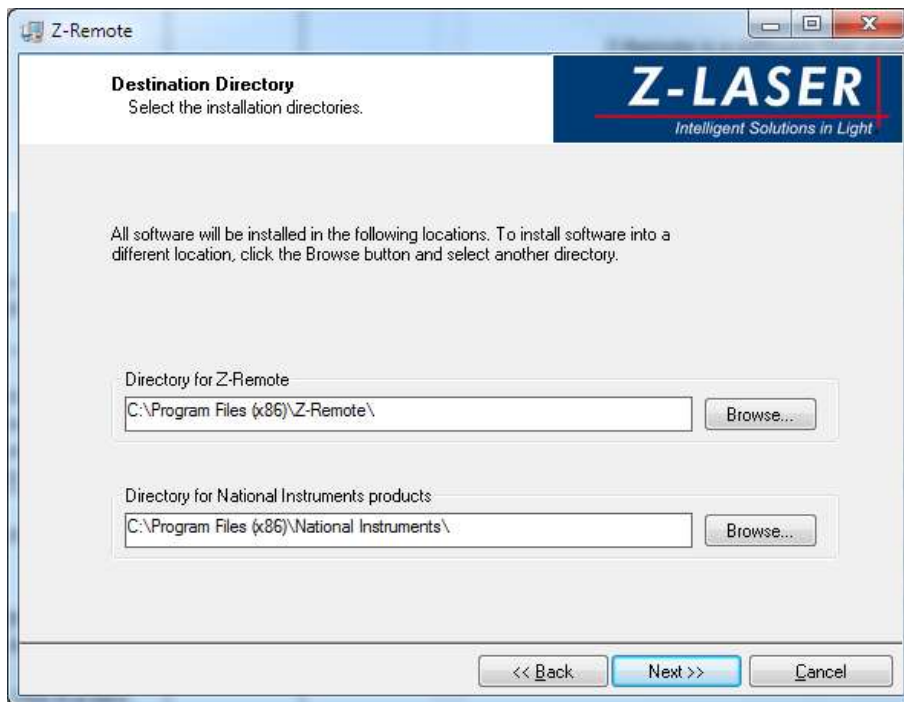 Z-Remote
Destination Directory
Select the installation directories.
Z-LASER
Intelligent Solutions in Light.
All software will be installed in the following locations. To install software into a
different location, click the Browse button and select another directory.
Directory for Z-Remote
C:\Program Files (x86)\Z-Remote\
Browse...
Directory for National Instruments products
C:\Program Files (x86)\National Instruments\
Browse...
<< Back
Next >>
Cancel